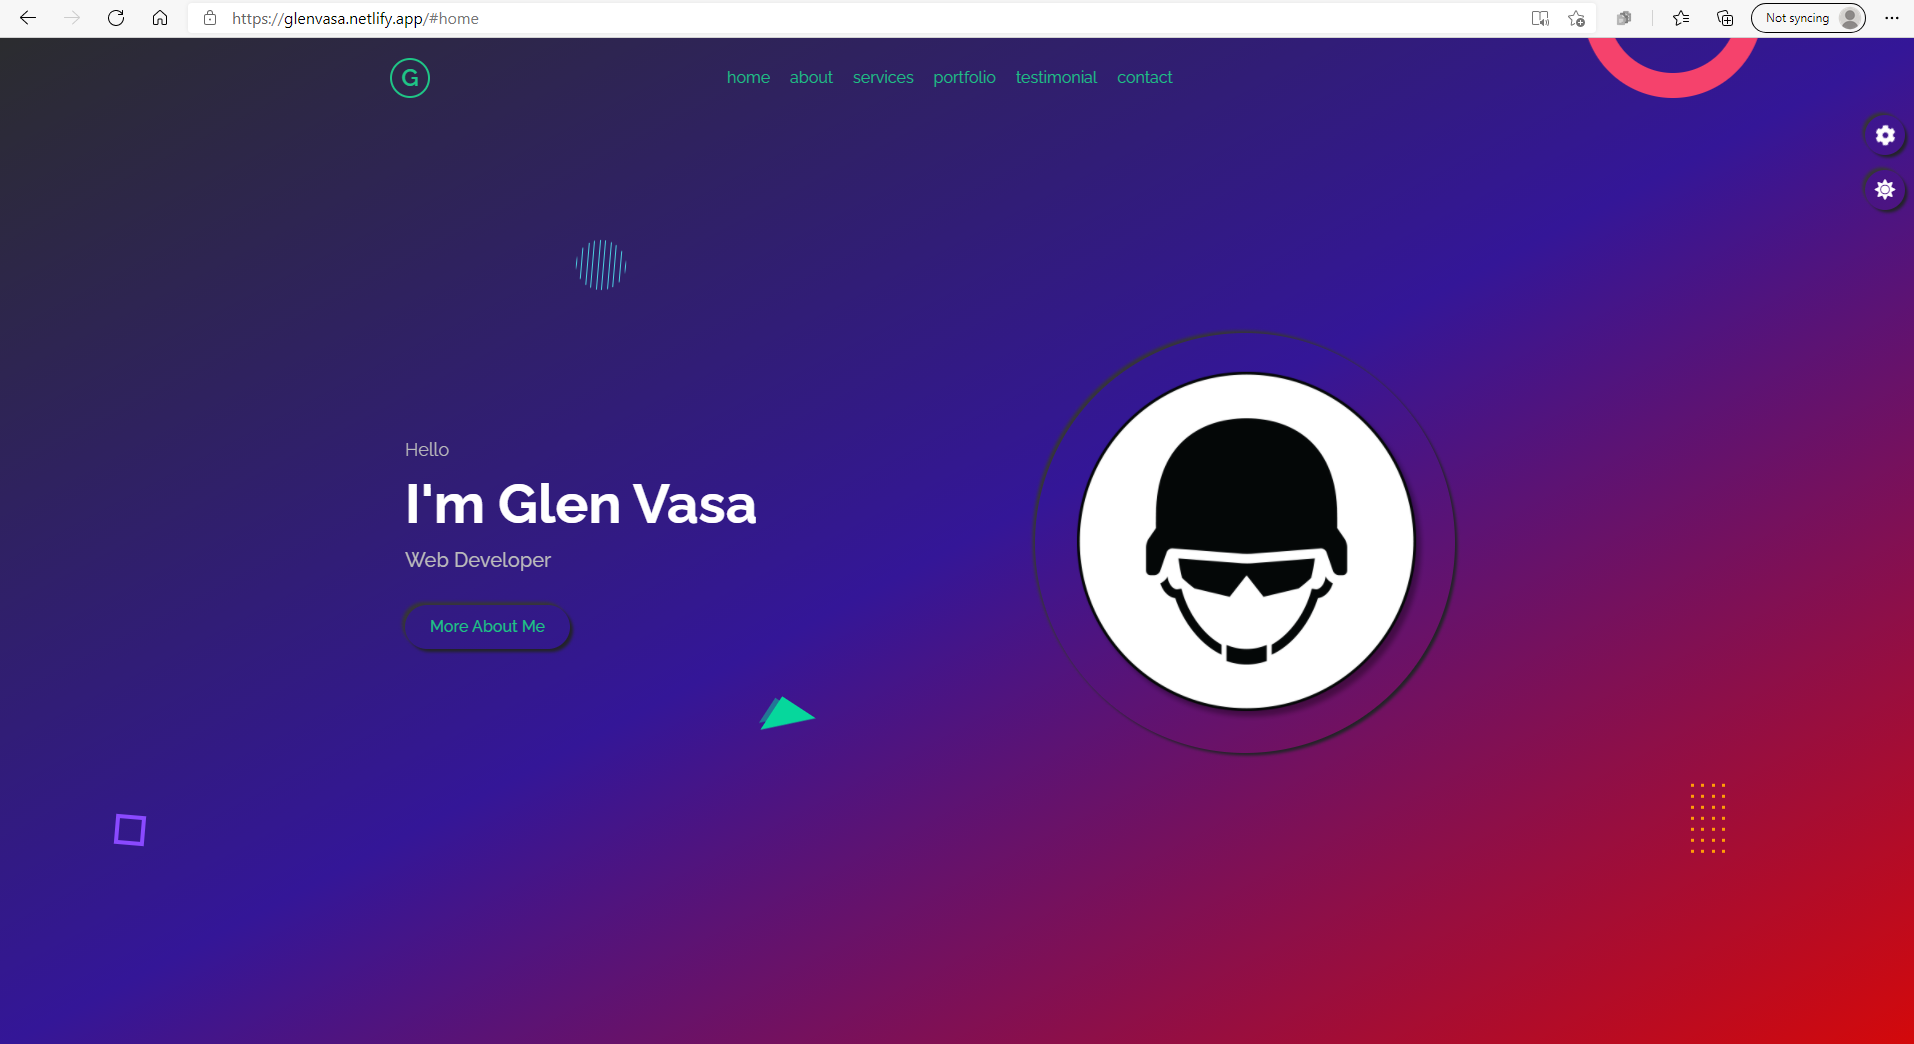 https://glenvasa.netlify.app/#home
Not syncing
G
home about services portfolio testimonial contact
Hello
I'm Glen Vasa
Web Developer
More About Me